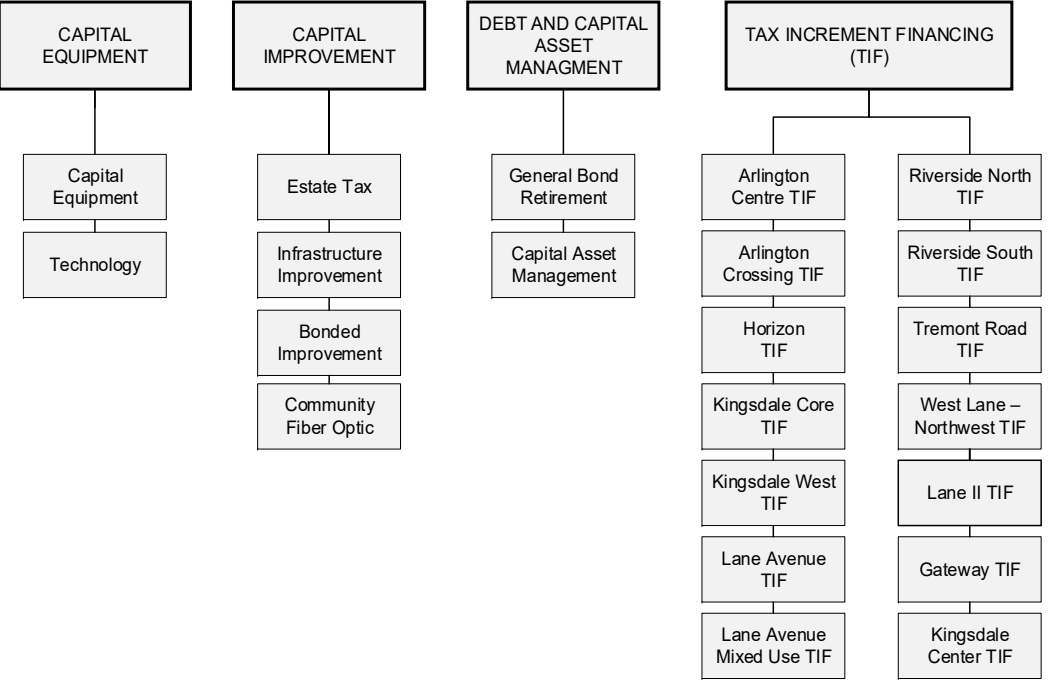 CAPITAL
EQUIPMENT
Capital
Equipment
Technology
CAPITAL
IMPROVEMENT
Estate Tax
Infrastructure
Improvement
Bonded
Improvement
Community
Fiber Optic
DEBT AND CAPITAL
ASSET
MANAGMENT
General Bond
Retirement
Capital Asset
Management
TAX INCREMENT FINANCING
(TIF)
Arlington
Centre TIF
Arlington
Crossing TIF
Horizon
TIF
Kingsdale Core
TIF
Kingsdale West
TIF
Lane Avenue
TIF
Lane Avenue
Mixed Use TIF
Riverside North
TIF
Riverside South
TIF
Tremont Road
TIF
West Lane –
Northwest TIF
Lane II TIF
Gateway TIF
Kingsdale
Center TIF